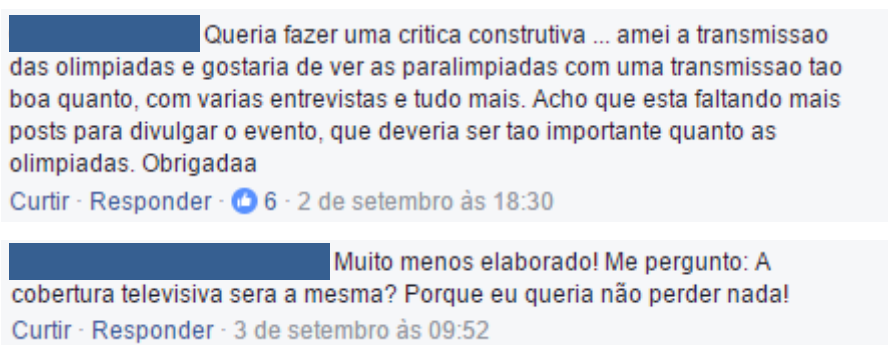 Queria fazer uma critica construtiva ... amei a transmissao
das olimpiadas e gostaria de ver as paralimpiadas com uma transmissao tao
boa quanto, com varias entrevistas e tudo mais. Acho que esta faltando mais
posts para divulgar o evento, que deveria ser tao importante quanto as
olimpiadas. Obrigadaa
Curtir · Responder · 6 · 2 de setembro às 18:30
Muito menos elaborado! Me pergunto: A
cobertura televisiva sera a mesma? Porque eu queria não perder nada!
Curtir · Responder · 3 de setembro às 09:52